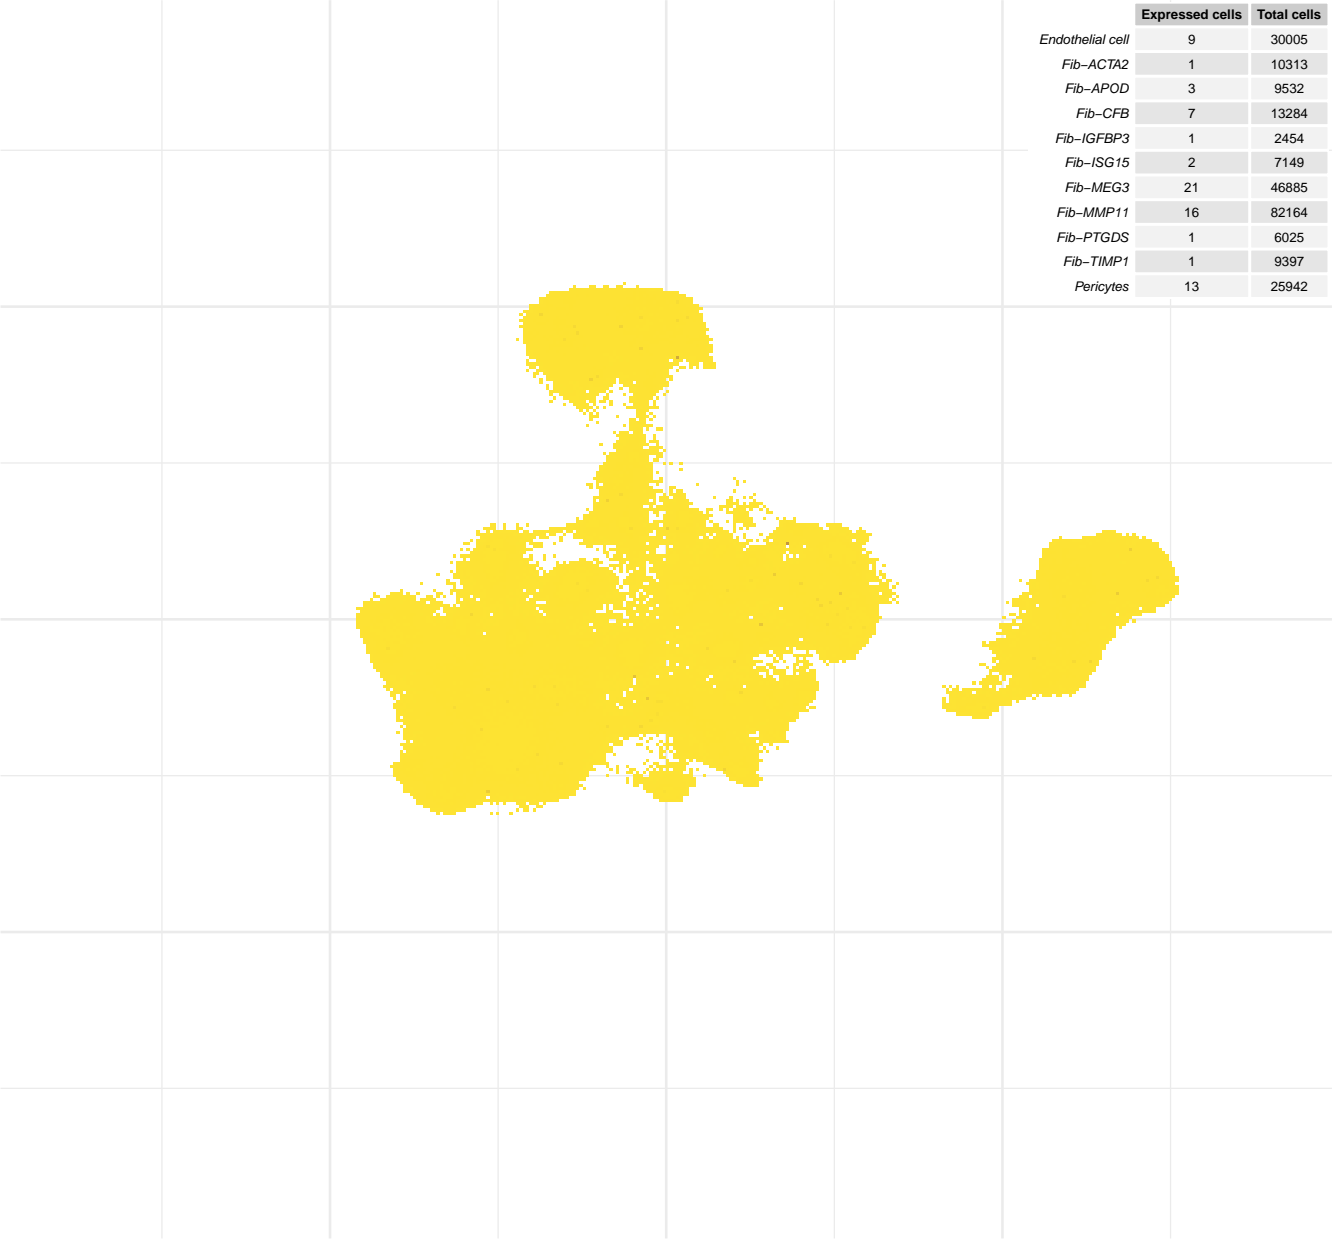 Expressed cells Total cells
Endothelial cell 9 30005
Fib−ACTA2 1 10313
Fib−APOD 3 9532
Fib−CFB 7 13284
Fib−IGFBP3 1 2454
Fib−ISG15 2 7149
Fib−MEG3 21 46885
Fib−MMP11 16 82164
Fib−PTGDS 1 6025
Fib−TIMP1 1 9397
Pericytes 13 25942